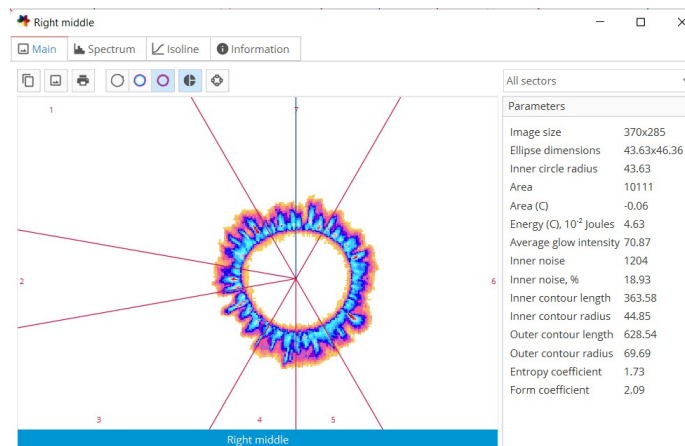 Right middle
Main Spectrum Isoline Information
All sectors
1
7
2
6
3
4
5
Right middle
Parameters
Image size 370x285
Ellipse dimensions 43.63x46.36
Inner circle radius 43.63
Area 10111
Area (C) -0.06
Energy (C), 10⁻² Joules 4.63
Average glow intensity 70.87
Inner noise 1204
Inner noise, % 18.93
Inner contour length 363.58
Inner contour radius 44.85
Outer contour length 628.54
Outer contour radius 69.69
Entropy coefficient 1.73
Form coefficient 2.09